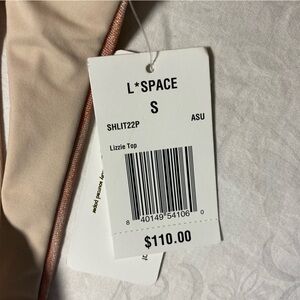 L*SPACE
S
SHLIT22P ASU
Lizzie Top
8 40149 54106 0
$110.00